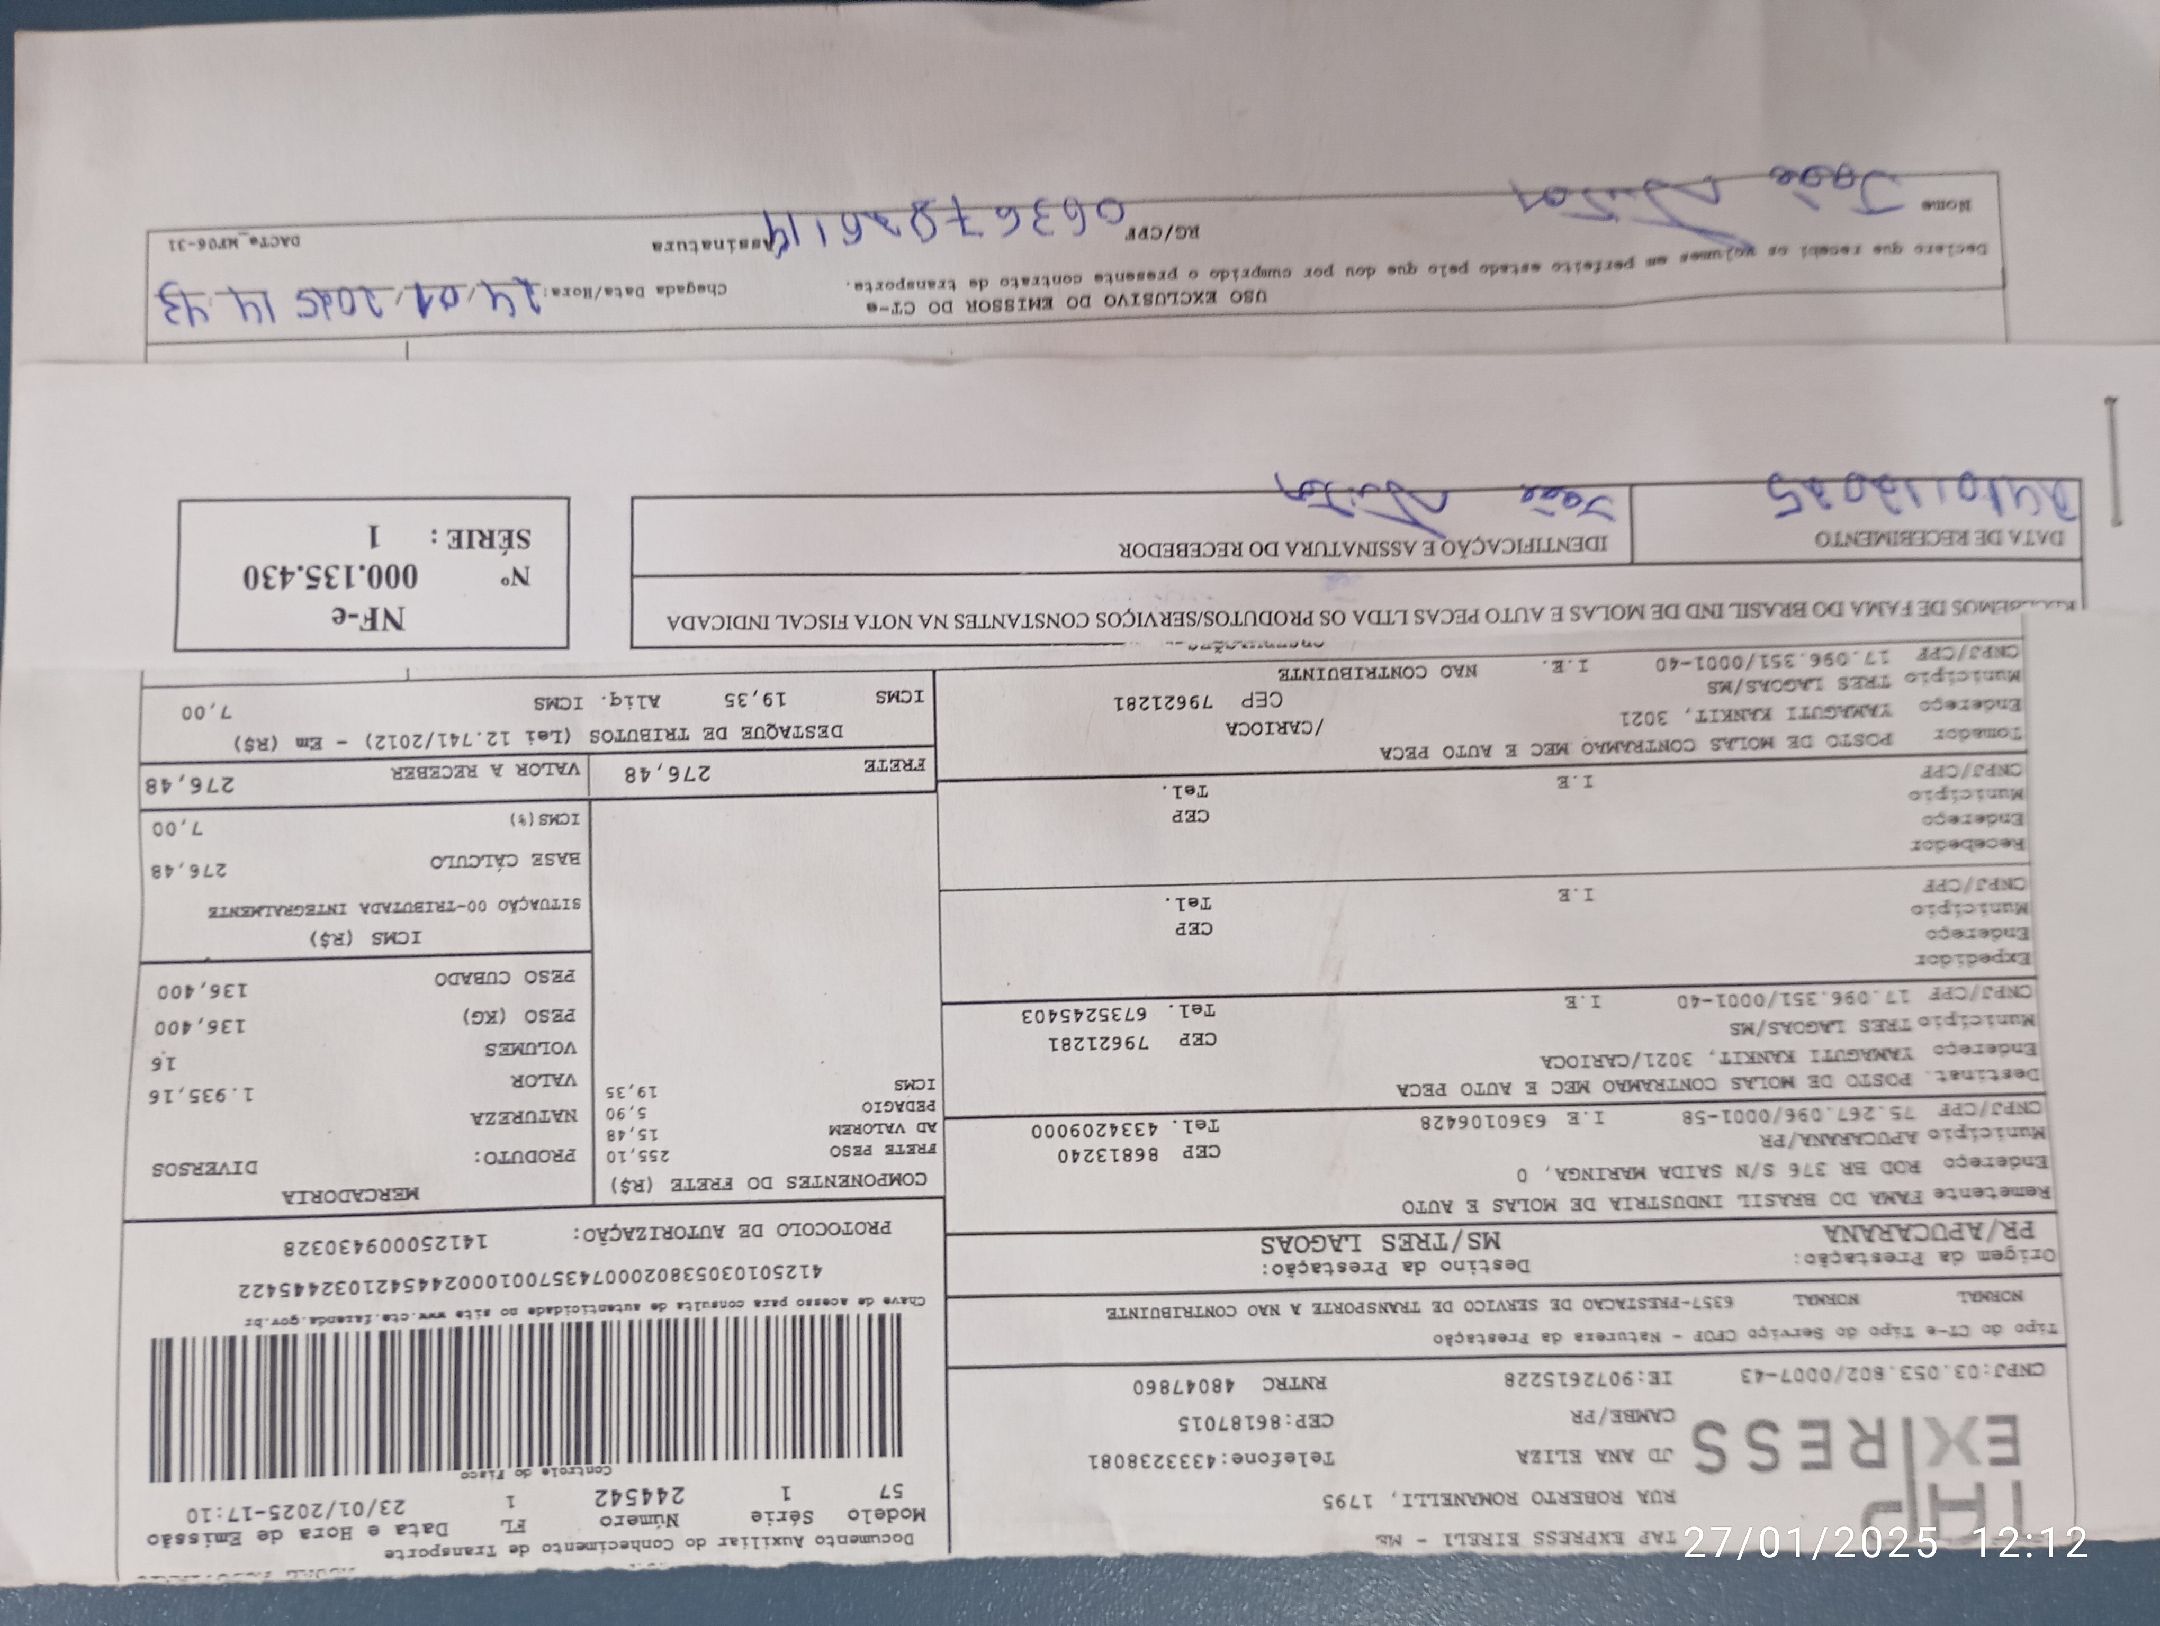 TAP EXPRESS EIRELI - Me
RUA ROBERTO ROMANELLI, 1795
JD ANA ELIZA Telefone:4333238081
CAMBE/PR CEP:86187015
EXPRESS
CNPJ:03.053.802/0007-43 IE:9072615228 RNTRC 48047860
Tipo do CT-e Tipo do Serviço CFOP - Natureza da Prestação
NORMAL NORMAL 6357-PRESTACAO DE SERVICO DE TRANSPORTE A NAO CONTRIBUINTE
Origem da Prestação: Destino da Prestação:
PR/APUCARANA MS/TRES LAGOAS
Remetente FAMA DO BRASIL INDUSTRIA DE MOLAS E AUTO
Endereço ROD BR 376 S/N SAIDA MARINGA, 0
Município APUCARANA/PR CEP 86813240
CNPJ/CPF 75.267.096/0001-58 I.E 6360106428 Tel. 4334209000
Destinat. POSTO DE MOLAS CONTRAMAO MEC E AUTO PECA
Endereço YAMAGUTI KANKIT, 3021/CARIOCA
Município TRES LAGOAS/MS CEP 79621281
CNPJ/CPF 17.096.351/0001-40 I.E Tel. 6735245403
Expedidor
Endereço
Município CEP
CNPJ/CPF I.E Tel.
Recebedor
Endereço
Município CEP
CNPJ/CPF I.E Tel.
Tomador POSTO DE MOLAS CONTRAMAO MEC E AUTO PECA
Endereço YAMAGUTI KANKIT, 3021 /CARIOCA
Município TRES LAGOAS/MS CEP 79621281
CNPJ/CPF 17.096.351/0001-40 I.E. NAO CONTRIBUINTE
Documento Auxiliar do Conhecimento de Transporte
Modelo Série Número FL Data e Hora de Emissão
57 1 244542 1 23/01/2025-17:10
Controle do Fisco
Chave de acesso para consulta de autenticidade no site www.cte.fazenda.gov.br
41250103053802000743570010002445421032445422
PROTOCOLO DE AUTORIZAÇÃO: 141250009430328
COMPONENTES DO FRETE (R$)
FRETE PESO 255,10
AD VALOREM 15,48
PEDAGIO 5,90
ICMS 19,35
MERCADORIA
PRODUTO: DIVERSOS
NATUREZA
VALOR 1.935,16
VOLUMES 16
PESO (KG) 136,400
PESO CUBADO 136,400
ICMS (R$)
SITUAÇÃO 00-TRIBUTADA INTEGRALMENTE
BASE CÁLCULO 276,48
ICMS(%) 7,00
FRETE 276,48 VALOR A RECEBER 276,48
DESTAQUE DE TRIBUTOS (Lei 12.741/2012) - Em (R$)
ICMS 19,35 Aliq. ICMS 7,00
RECEBEMOS DE FAMA DO BRASIL IND DE MOLAS E AUTO PECAS LTDA OS PRODUTOS/SERVIÇOS CONSTANTES NA NOTA FISCAL INDICADA
DATA DE RECEBIMENTO IDENTIFICAÇÃO E ASSINATURA DO RECEBEDOR
24/01/2025 João
NF-e
Nº 000.135.430
SÉRIE : 1
USO EXCLUSIVO DO EMISSOR DO CT-e
Declaro que recebi os volumes em perfeito estado pelo que dou por cumprido o presente contrato de transporte.
Chegada Data/Hora: 24/01/2025 14:43
Nome João
RG/CPF
Assinatura
DACTe_MF06-31
27/01/2025 12:12